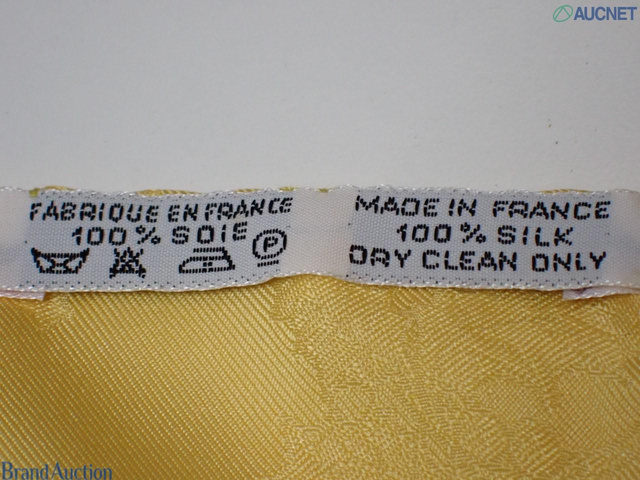 AUCNET
FABRIQUE EN FRANCE
100% SOIE
P
MADE IN FRANCE
100% SILK
DRY CLEAN ONLY
BrandAuction